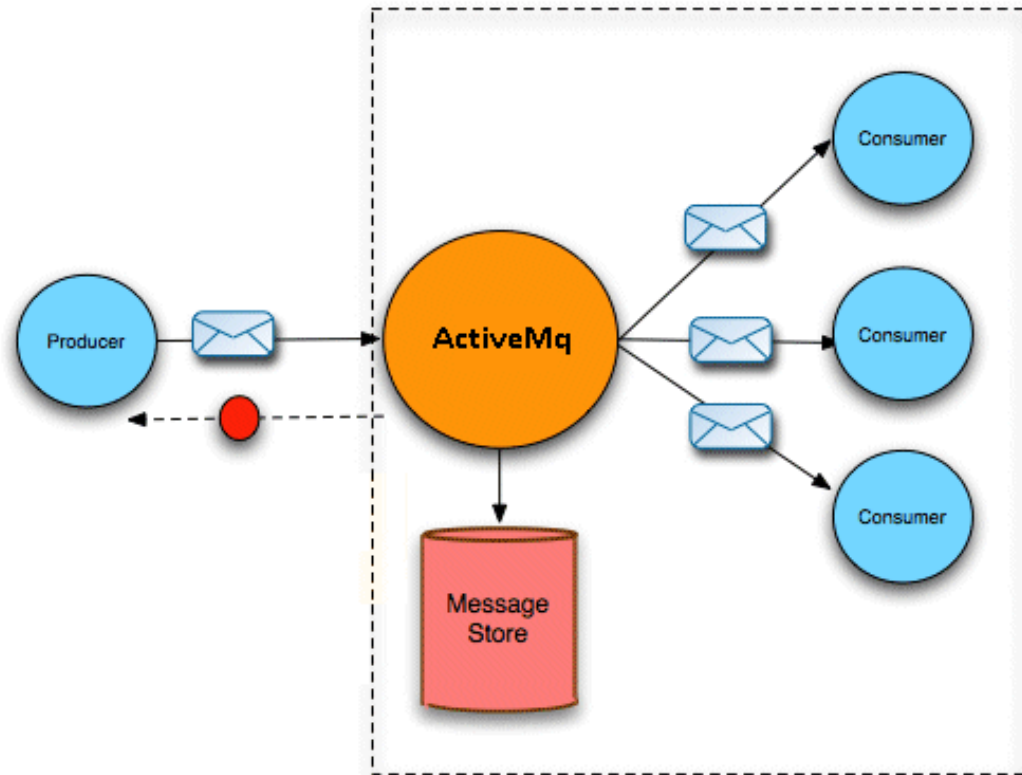 Consumer
Producer
ActiveMq
Consumer
Consumer
Message
Store